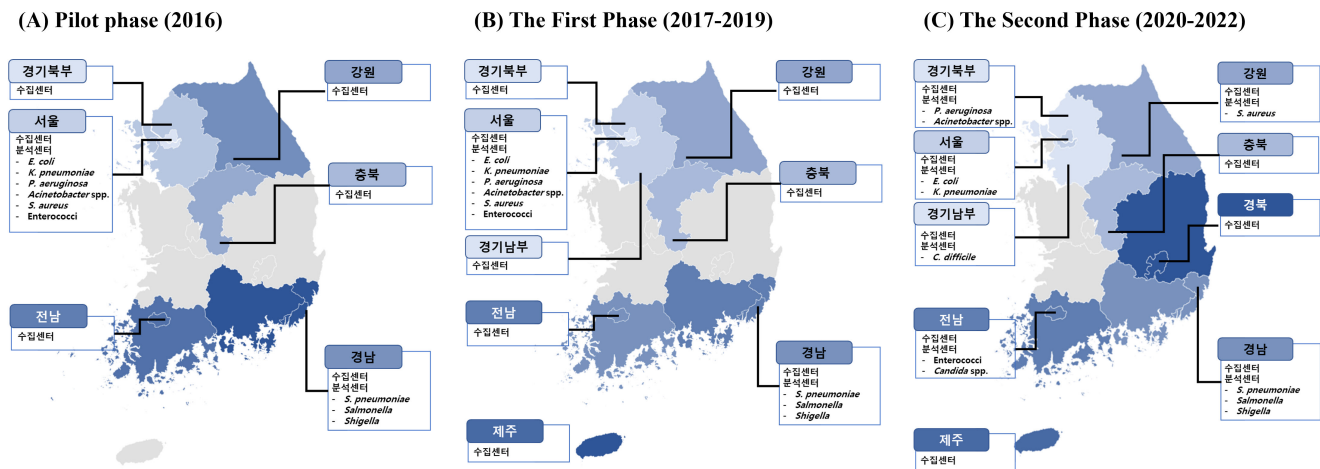 (A) Pilot phase (2016)
경기북부
수집센터
강원
수집센터
서울
수집센터
분석센터
- E. coli
- K. pneumoniae
- P. aeruginosa
- Acinetobacter spp.
- S. aureus
- Enterococci
충북
수집센터
전남
수집센터
경남
수집센터
분석센터
- S. pneumoniae
- Salmonella
- Shigella
(B) The First Phase (2017-2019)
경기북부
수집센터
강원
수집센터
서울
수집센터
분석센터
- E. coli
- K. pneumoniae
- P. aeruginosa
- Acinetobacter spp.
- S. aureus
- Enterococci
충북
수집센터
경기남부
수집센터
전남
수집센터
경남
수집센터
분석센터
- S. pneumoniae
- Salmonella
- Shigella
제주
수집센터
(C) The Second Phase (2020-2022)
경기북부
수집센터
분석센터
- P. aeruginosa
- Acinetobacter spp.
강원
수집센터
분석센터
- S. aureus
서울
수집센터
분석센터
- E. coli
- K. pneumoniae
충북
수집센터
경북
수집센터
경기남부
수집센터
분석센터
- C. difficile
전남
수집센터
분석센터
- Enterococci
- Candida spp.
경남
수집센터
분석센터
- S. pneumoniae
- Salmonella
- Shigella
제주
수집센터